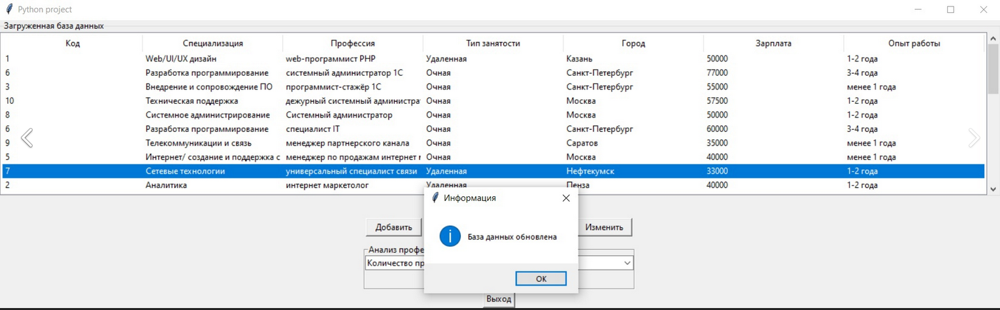 Python project
Загруженная база данных
Код Специализация Профессия Тип занятости Город Зарплата Опыт работы
1 Web/UI/UX дизайн web-программист PHP Удаленная Казань 50000 1-2 года
6 Разработка программирование системный администратор 1С Очная Санкт-Петербург 77000 3-4 года
3 Внедрение и сопровождение ПО программист-стажёр 1С Очная Санкт-Петербург 55000 менее 1 года
10 Техническая поддержка дежурный системный администра Очная Москва 57500 1-2 года
8 Системное администрирование Системный администратор Очная Москва 50000 1-2 года
6 Разработка программирование специалист IT Очная Санкт-Петербург 60000 3-4 года
9 Телекоммуникации и связь менеджер партнерского канала Очная Саратов 35000 менее 1 года
5 Интернет/ создание и поддержка с менеджер по продажам интернет Очная Москва 40000 менее 1 года
7 Сетевые технологии универсальный специалист связи Удаленная Нефтекумск 33000 1-2 года
2 Аналитика интернет маркетолог Удаленная Пенза 40000 1-2 года
Информация
База данных обновлена
OK
Добавить Изменить
Анализ профе
Количество пр
Выход